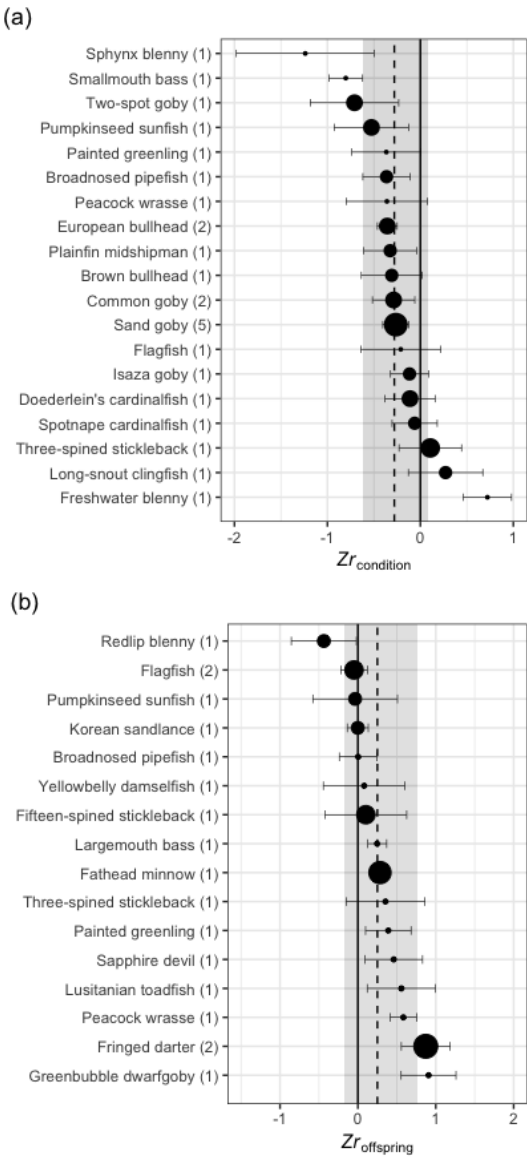 (a)
Sphynx blenny (1)
Smallmouth bass (1)
Two-spot goby (1)
Pumpkinseed sunfish (1)
Painted greenling (1)
Broadnosed pipefish (1)
Peacock wrasse (1)
European bullhead (2)
Plainfin midshipman (1)
Brown bullhead (1)
Common goby (2)
Sand goby (5)
Flagfish (1)
Isaza goby (1)
Doederlein's cardinalfish (1)
Spotnape cardinalfish (1)
Three-spined stickleback (1)
Long-snout clingfish (1)
Freshwater blenny (1)
-2 -1 0 1
Zrcondition
(b)
Redlip blenny (1)
Flagfish (2)
Pumpkinseed sunfish (1)
Korean sandlance (1)
Broadnosed pipefish (1)
Yellowbelly damselfish (1)
Fifteen-spined stickleback (1)
Largemouth bass (1)
Fathead minnow (1)
Three-spined stickleback (1)
Painted greenling (1)
Sapphire devil (1)
Lusitanian toadfish (1)
Peacock wrasse (1)
Fringed darter (2)
Greenbubble dwarfgoby (1)
-1 0 1 2
Zroffspring